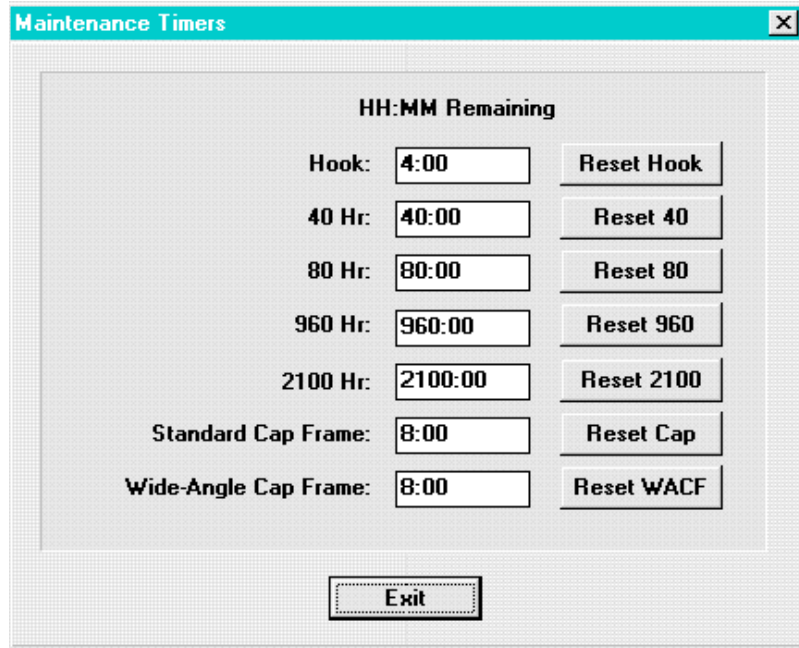 Maintenance Timers
HH:MM Remaining
Hook: 4:00 Reset Hook
40 Hr: 40:00 Reset 40
80 Hr: 80:00 Reset 80
960 Hr: 960:00 Reset 960
2100 Hr: 2100:00 Reset 2100
Standard Cap Frame: 8:00 Reset Cap
Wide-Angle Cap Frame: 8:00 Reset WACF
Exit